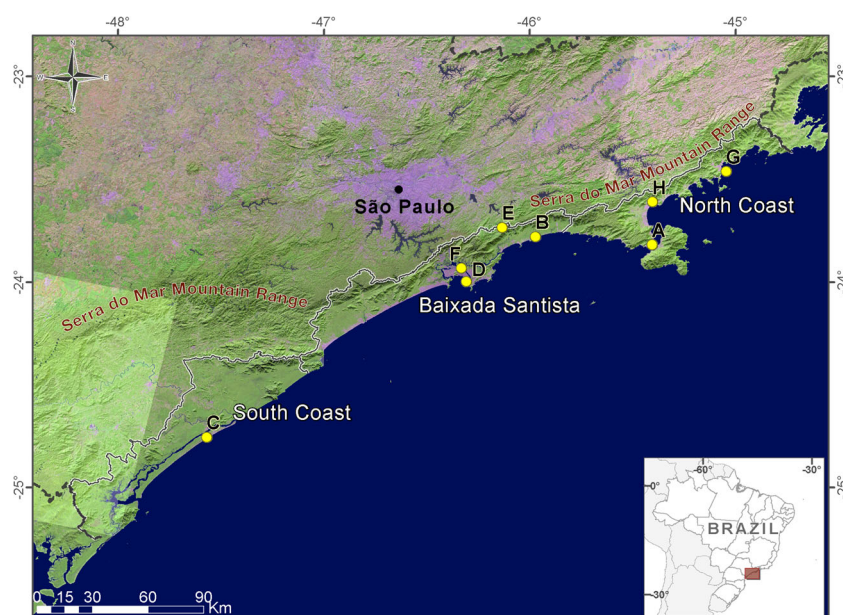 -48° -47° -46° -45°
N
W E
S
-23° -23°
Serra do Mar Mountain Range
G
H
São Paulo
North Coast
E
B
A
F
D
-24° -24°
Serra do Mar Mountain Range
Baixada Santista
South Coast
C
-60° -30°
-25° -25°
0°
BRAZIL
-30°
0 15 30 60 90
Km